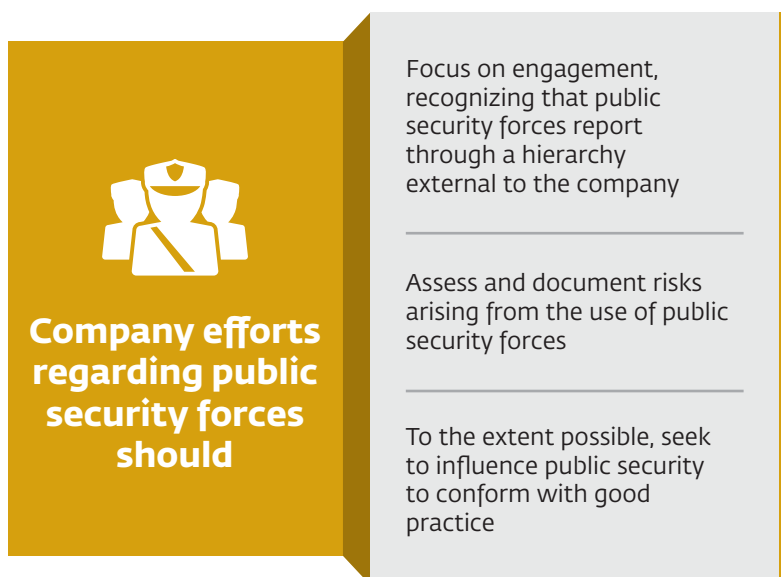 Company efforts
regarding public
security forces
should
Focus on engagement,
recognizing that public
security forces report
through a hierarchy
external to the company
Assess and document risks
arising from the use of public
security forces
To the extent possible, seek
to influence public security
to conform with good
practice